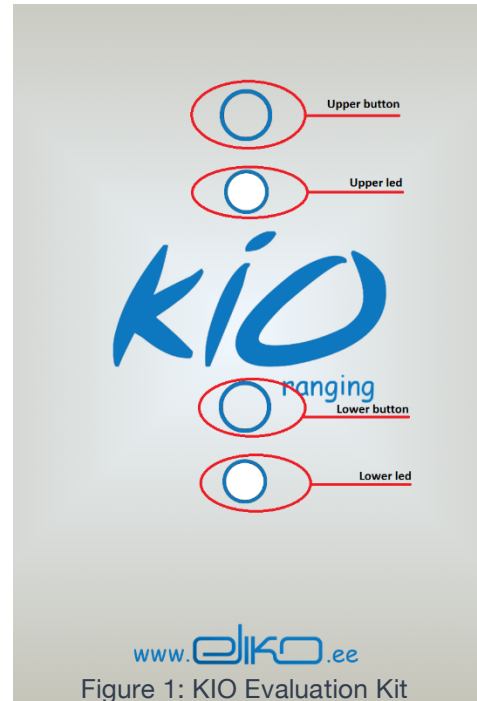 Upper button
Upper led
KiO
ranging
Lower button
Lower led
www.eliko.ee
Figure 1: KIO Evaluation Kit